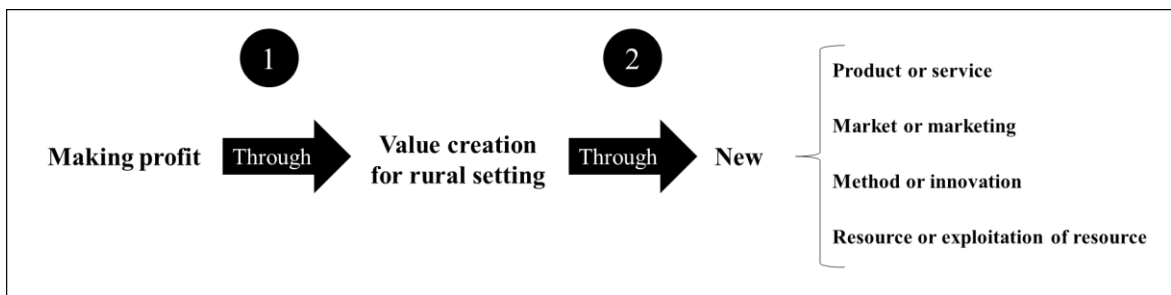 1
2
Making profit
Through
Value creation
for rural setting
Through
New
Product or service
Market or marketing
Method or innovation
Resource or exploitation of resource